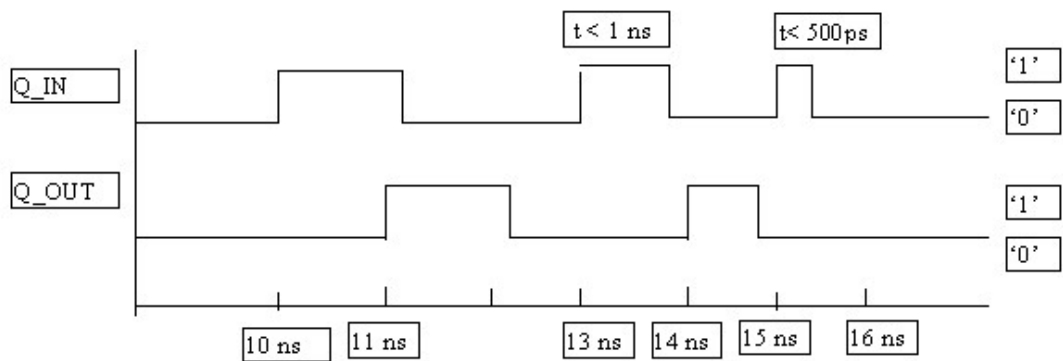 t < 1 ns
t< 500ps
Q_IN
‘1’
‘0’
Q_OUT
‘1’
‘0’
10 ns
11 ns
13 ns
14 ns
15 ns
16 ns